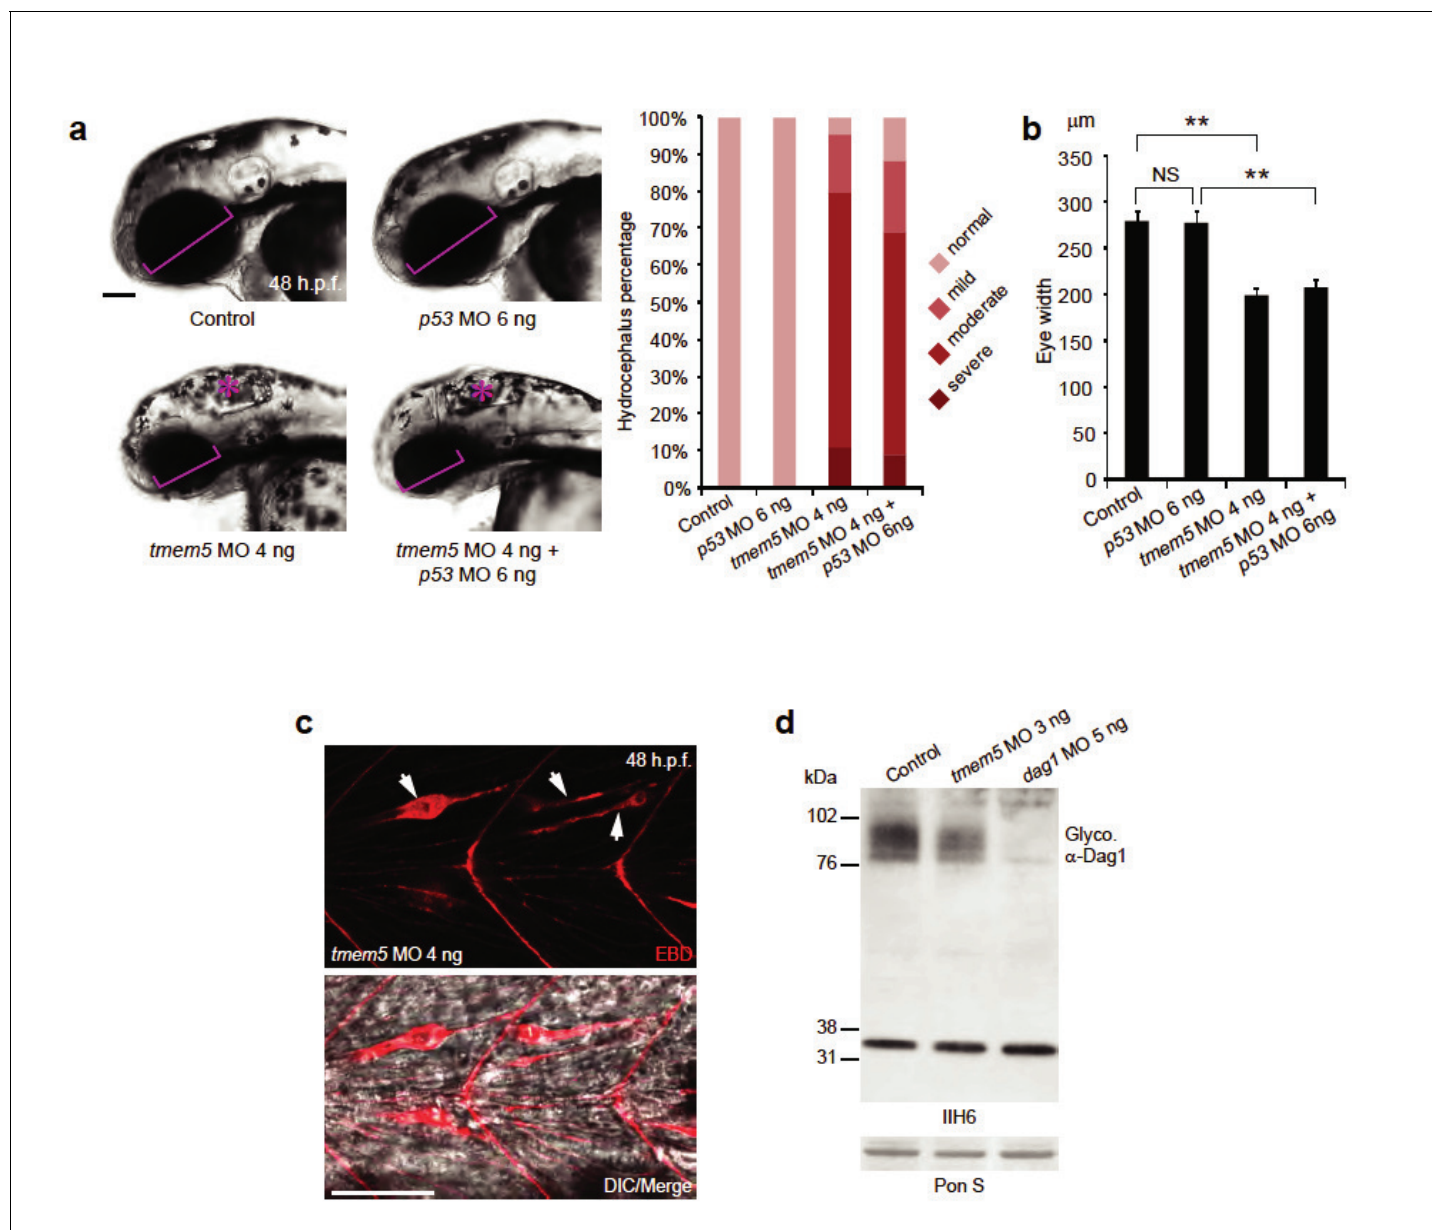 a
48 h.p.f.
Control
p53 MO 6 ng
*
*
tmem5 MO 4 ng
tmem5 MO 4 ng +
p53 MO 6 ng
Hydrocephalus percentage
100%
90%
80%
70%
60%
50%
40%
30%
20%
10%
0%
Control
p53 MO 6 ng
tmem5 MO 4 ng
tmem5 MO 4 ng +
p53 MO 6ng
normal
mild
moderate
severe
b
μm
Eye width
350
300
250
200
150
100
50
0
**
NS
**
Control
p53 MO 6 ng
tmem5 MO 4 ng
tmem5 MO 4 ng +
p53 MO 6ng
c
48 h.p.f.
tmem5 MO 4 ng
EBD
DIC/Merge
d
Control
tmem5 MO 3 ng
dag1 MO 5 ng
kDa
102
76
38
31
Glyco.
α-Dag1
IIH6
Pon S